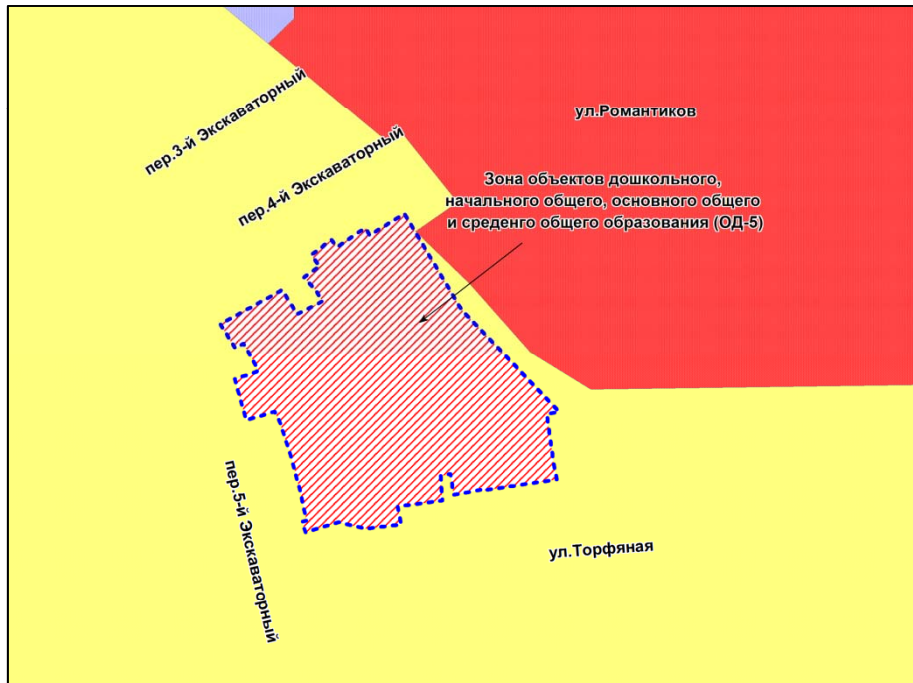 ул.Романтиков
пер.3-й Экскаваторный
пер.4-й Экскаваторный
Зона объектов дошкольного,
начального общего, основного общего
и среденго общего образования (ОД-5)
пер.5-й Экскаваторный
ул.Торфяная